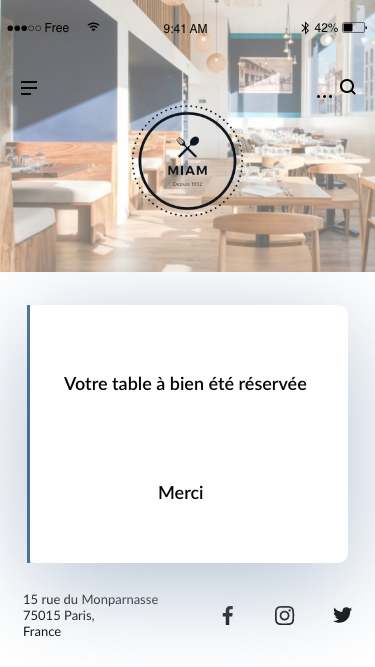 Free 9:41 AM 42%
MIAM
Depuis 1992
Votre table à bien été réservée
Merci
15 rue du Monparnasse
75015 Paris,
France